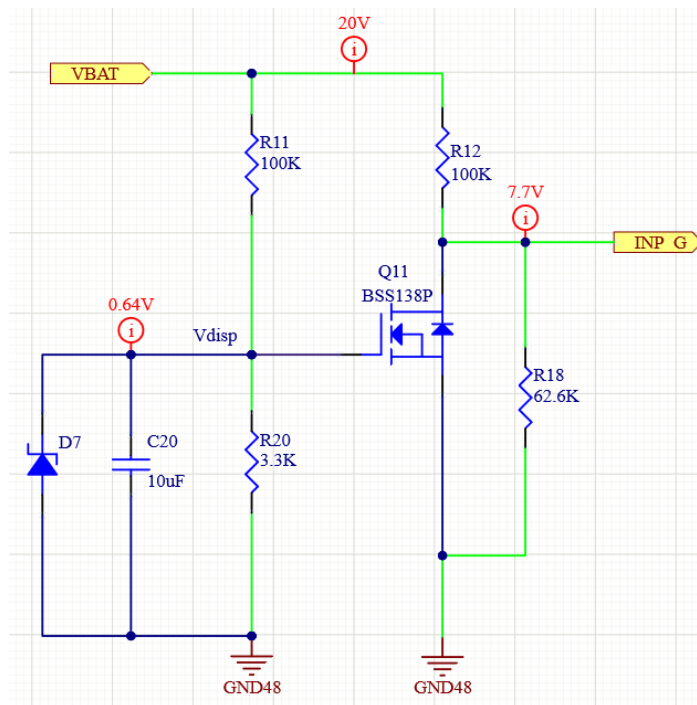 20V
VBAT
R11
100K
R12
100K
7.7V
INP G
Q11
BSS138P
0.64V
Vdisp
R18
62.6K
D7
C20
10uF
R20
3.3K
GND48
GND48